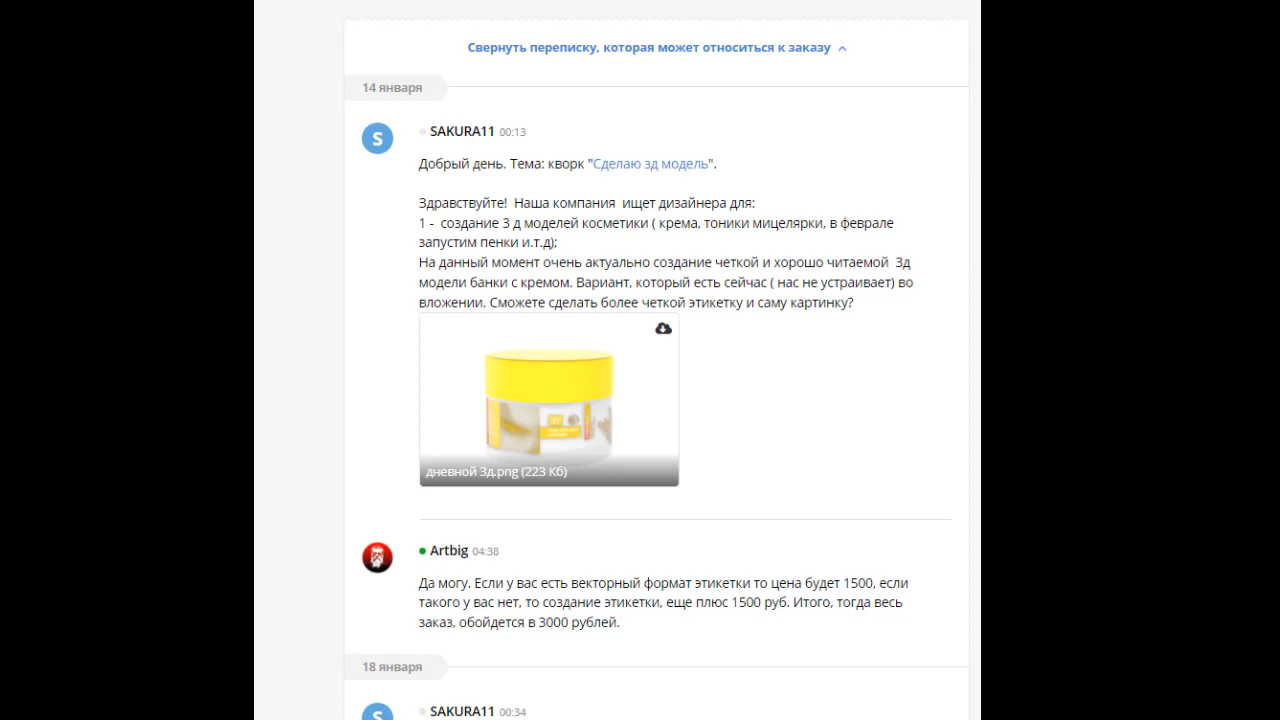 Свернуть переписку, которая может относиться к заказу
14 января
S
SAKURA11 00:13
Добрый день. Тема: кворк "Сделаю 3д модель".
Здравствуйте! Наша компания ищет дизайнера для:
1 - создание 3 д моделей косметики ( крема, тоники мицелярки, в феврале
запустим пенки и.т.д);
На данный момент очень актуально создание четкой и хорошо читаемой 3д
модели банки с кремом. Вариант, который есть сейчас ( нас не устраивает) во
вложении. Сможете сделать более четкой этикетку и саму картинку?
дневной 3д.png (223 Кб)
Artbig 04:38
Да могу. Если у вас есть векторный формат этикетки то цена будет 1500, если
такого у вас нет, то создание этикетки, еще плюс 1500 руб. Итого, тогда весь
заказ, обойдется в 3000 рублей.
18 января
S
SAKURA11 00:34